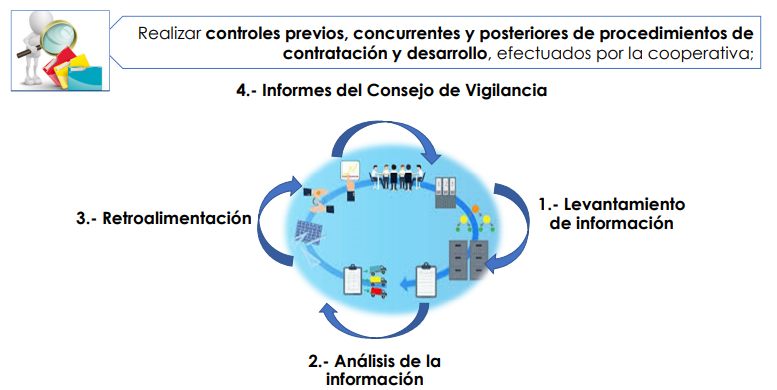 Realizar controles previos, concurrentes y posteriores de procedimientos de
contratación y desarrollo, efectuados por la cooperativa;
4.- Informes del Consejo de Vigilancia
3.- Retroalimentación
1.- Levantamiento
de información
2.- Análisis de la
información